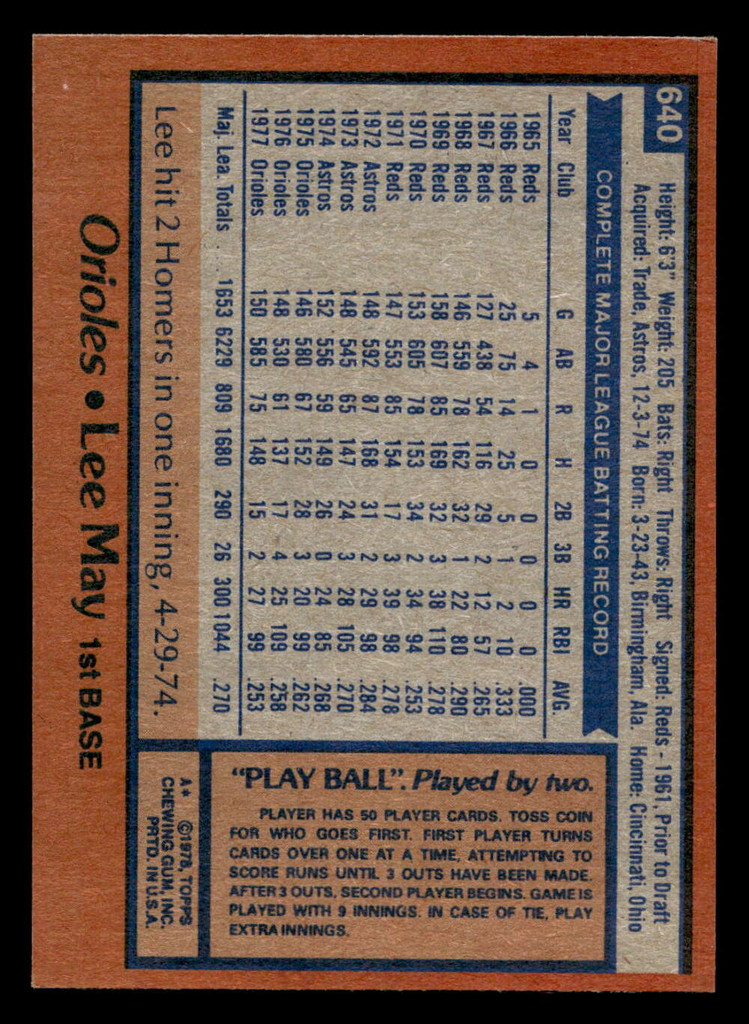 640
Height: 6'3" Weight: 205 Bats: Right Throws: Right Signed: Reds - 1961, Prior to Draft
Acquired: Trade, Astros, 12-3-74 Born: 3-23-43, Birmingham, Ala. Home: Cincinnati, Ohio
COMPLETE MAJOR LEAGUE BATTING RECORD
Year Club G AB R H 2B 3B HR RBI AVG.
1965 Reds 5 4 1 0 0 0 0 0 .000
1966 Reds 25 75 14 25 5 1 2 10 .333
1967 Reds 127 438 54 116 29 2 12 57 .265
1968 Reds 146 559 78 162 32 1 22 80 .290
1969 Reds 158 607 85 169 32 3 38 110 .278
1970 Reds 153 605 78 153 34 2 34 94 .253
1971 Reds 147 553 85 154 17 3 39 98 .278
1972 Astros 148 592 87 168 31 2 29 98 .284
1973 Astros 148 545 65 147 24 3 28 105 .270
1974 Astros 152 556 59 149 26 0 24 85 .268
1975 Orioles 146 580 67 152 28 3 20 99 .262
1976 Orioles 148 530 61 137 17 4 25 109 .258
1977 Orioles 150 585 75 148 15 2 27 99 .253
Maj. Lea. Totals . . . 1653 6229 809 1680 290 26 300 1044 .270
Lee hit 2 Homers in one inning, 4-29-74.
Orioles • Lee May 1st BASE
"PLAY BALL". Played by two.
PLAYER HAS 50 PLAYER CARDS. TOSS COIN
FOR WHO GOES FIRST. FIRST PLAYER TURNS
CARDS OVER ONE AT A TIME, ATTEMPTING TO
SCORE RUNS UNTIL 3 OUTS HAVE BEEN MADE.
AFTER 3 OUTS, SECOND PLAYER BEGINS. GAME IS
PLAYED WITH 9 INNINGS. IN CASE OF TIE, PLAY
EXTRA INNINGS.
A* ©1978, TOPPS
CHEWING GUM, INC.
PRTD. IN U.S.A.